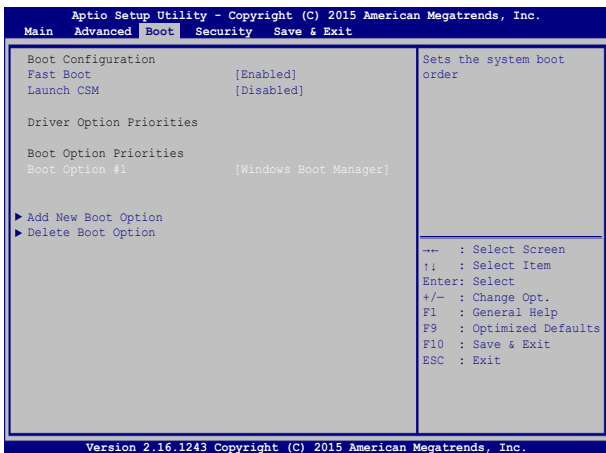 Aptio Setup Utility - Copyright (C) 2015 American Megatrends, Inc.
Main Advanced Boot Security Save & Exit
Boot Configuration
Fast Boot [Enabled]
Launch CSM [Disabled]
Driver Option Priorities
Boot Option Priorities
Boot Option #1 [Windows Boot Manager]
▶ Add New Boot Option
▶ Delete Boot Option
Sets the system boot
order
→← : Select Screen
↑↓ : Select Item
Enter: Select
+/— : Change Opt.
F1 : General Help
F9 : Optimized Defaults
F10 : Save & Exit
ESC : Exit
Version 2.16.1243 Copyright (C) 2015 American Megatrends, Inc.